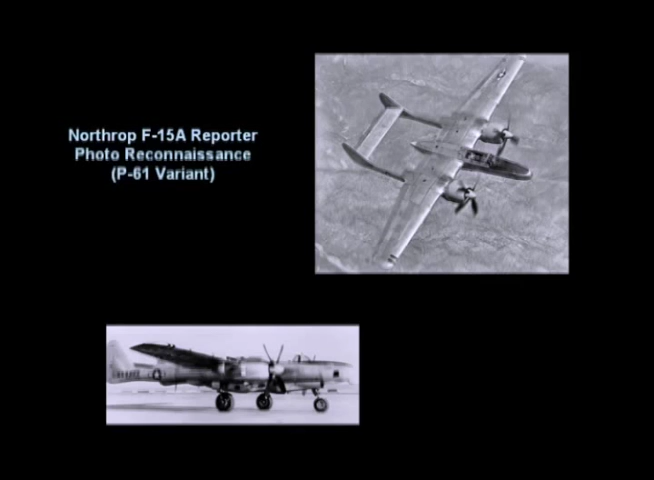 Northrop F-15A Reporter
Photo Reconnaissance
(P-61 Variant)